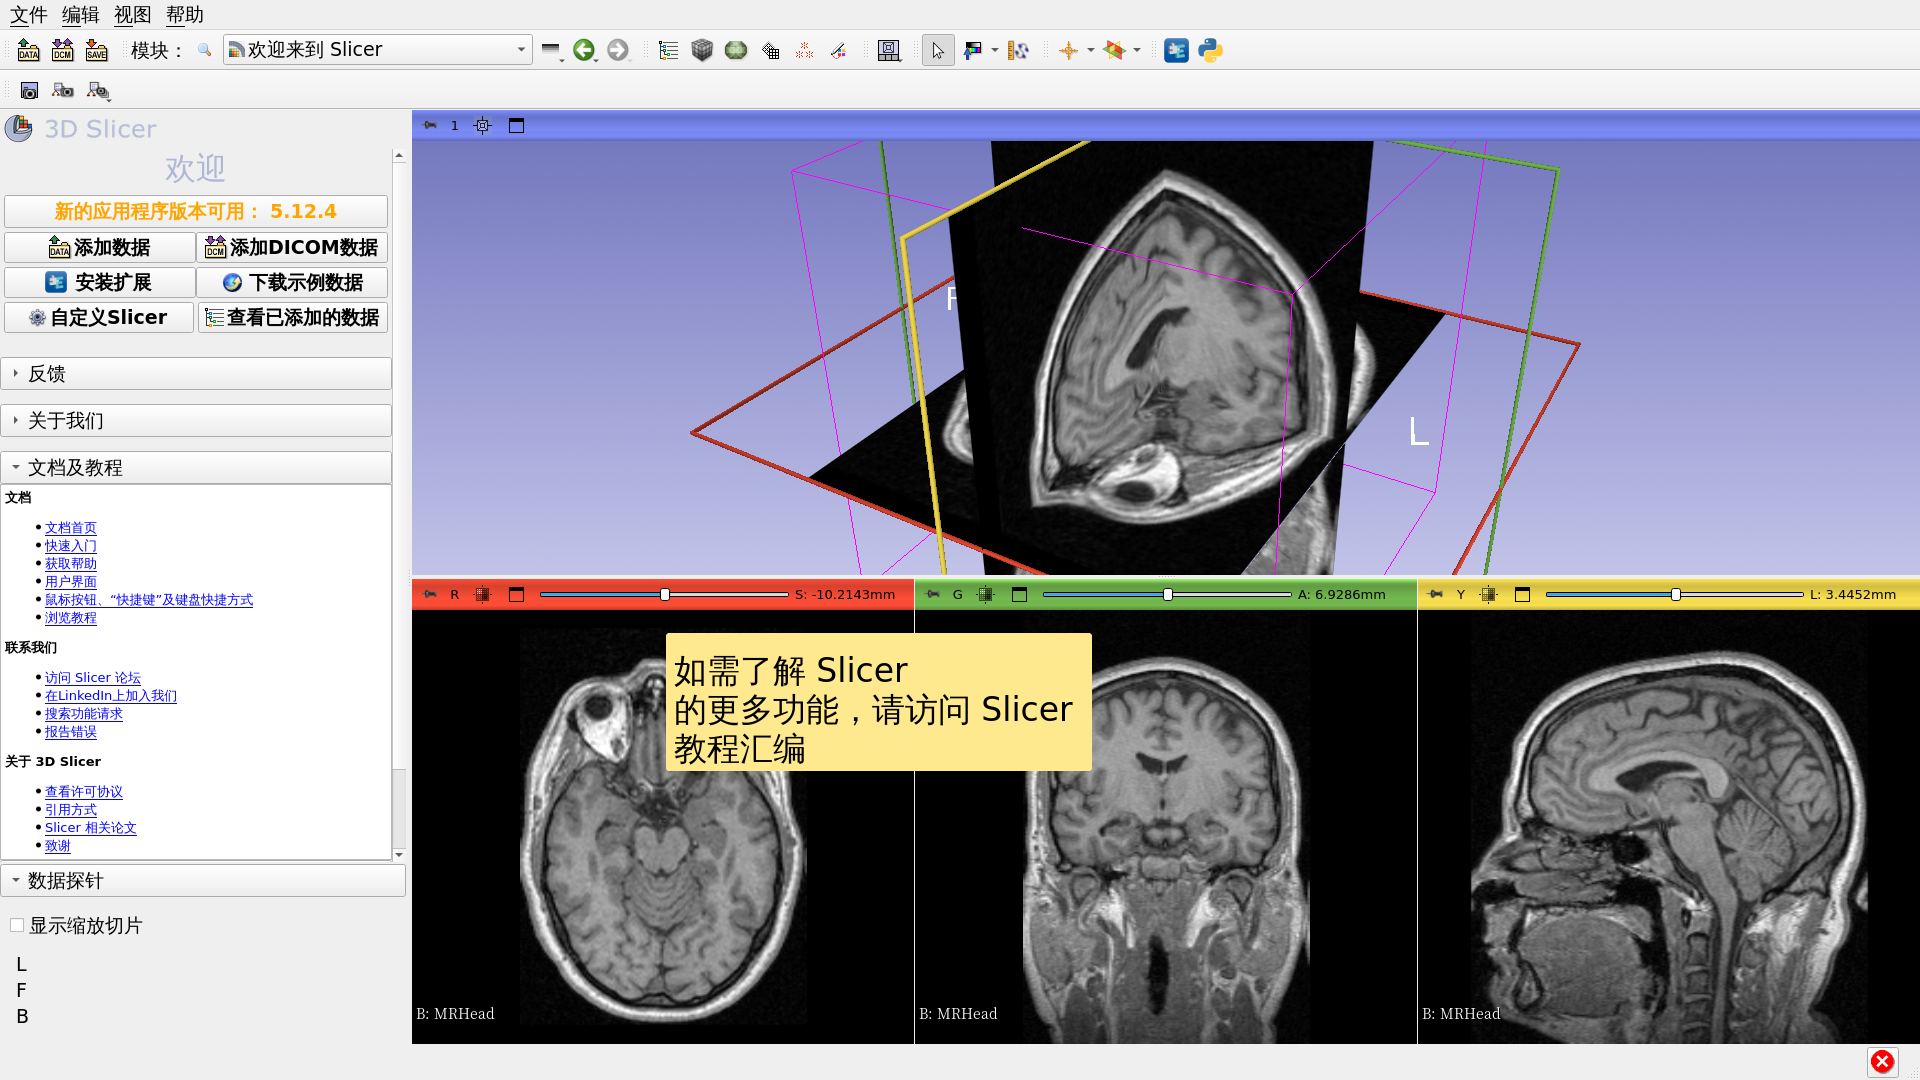 文件 编辑 视图 帮助
模块： 欢迎来到 Slicer
3D Slicer
欢迎
新的应用程序版本可用： 5.12.4
添加数据 添加DICOM数据
安装扩展 下载示例数据
自定义Slicer 查看已添加的数据
反馈
关于我们
文档及教程
文档
文档首页
快速入门
获取帮助
用户界面
鼠标按钮、“快捷键”及键盘快捷方式
浏览教程
联系我们
访问 Slicer 论坛
在LinkedIn上加入我们
搜索功能请求
报告错误
关于 3D Slicer
查看许可协议
引用方式
Slicer 相关论文
致谢
数据探针
显示缩放切片
L
F
B
1
L
R S: -10.2143mm
G A: 6.9286mm
Y L: 3.4452mm
如需了解 Slicer
的更多功能，请访问 Slicer
教程汇编
B: MRHead
B: MRHead
B: MRHead